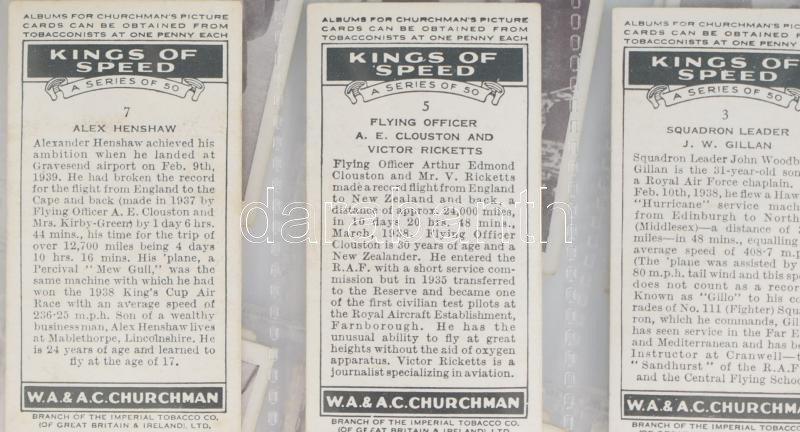 ALBUMS FOR CHURCHMAN'S PICTURE
CARDS CAN BE OBTAINED FROM
TOBACCONISTS AT ONE PENNY EACH
KINGS OF
SPEED
A SERIES OF 50
7
ALEX HENSHAW
Alexander Henshaw achieved his
ambition when he landed at
Gravesend airport on Feb. 9th,
1939. He had broken the record
for the flight from England to the
Cape and back (made in 1937 by
Flying Officer A. E. Clouston and
Mrs. Kirby-Green) by 1 day 6 hrs.
44 mins., his time for the trip of
over 12,700 miles being 4 days
10 hrs. 16 mins. His 'plane, a
Percival "Mew Gull," was the
same machine with which he had
won the 1938 King's Cup Air
Race with an average speed of
236·25 m.p.h. Son of a wealthy
business man, Alex Henshaw lives
at Mablethorpe, Lincolnshire. He
is 24 years of age and learned to
fly at the age of 17.
W.A. & A.C. CHURCHMAN
BRANCH OF THE IMPERIAL TOBACCO CO.
(OF GREAT BRITAIN & IRELAND), LTD.
ALBUMS FOR CHURCHMAN'S PICTURE
CARDS CAN BE OBTAINED FROM
TOBACCONISTS AT ONE PENNY EACH
KINGS OF
SPEED
A SERIES OF 50
5
FLYING OFFICER
A. E. CLOUSTON AND
VICTOR RICKETTS
Flying Officer Arthur Edmond
Clouston and Mr. V. Ricketts
made a record flight from England
to New Zealand and back, a
distance of approx. 24,000 miles,
in 10 days 20 hrs. 48 mins.,
March, 1938. Flying Officer
Clouston is 30 years of age and a
New Zealander. He entered the
R.A.F. with a short service com-
mission but in 1935 transferred
to the Reserve and became one
of the first civilian test pilots at
the Royal Aircraft Establishment,
Farnborough. He has the
unusual ability to fly at great
heights without the aid of oxygen
apparatus. Victor Ricketts is a
journalist specializing in aviation.
W.A. & A.C. CHURCHMAN
BRANCH OF THE IMPERIAL TOBACCO CO.
(OF GREAT BRITAIN & IRELAND) LTD.
ALBUMS FOR CHURCHMAN'S PIC
CARDS CAN BE OBTAINED F
TOBACCONISTS AT ONE PENNY
KINGS OF
SPEED
A SERIES OF 50
3
SQUADRON LEADER
J. W. GILLAN
Squadron Leader John Woodb
Gillan is the 31-year-old son
a Royal Air Force chaplain.
Feb. 10th, 1938, he flew a Haw
"Hurricane" service mach
from Edinburgh to North
(Middlesex)—a distance of
miles—in 48 mins., equalling
average speed of 408·7 m.p
(The 'plane was assisted by
80 m.p.h. tail wind and this spe
does not count as a recor
Known as "Gillo" to his co
rades of No. 111 (Fighter) Squa
ron, which he commands, Gil
has seen service in the Far E
and Mediterranean and has be
Instructor at Cranwell—
"Sandhurst" of the R.A.F
and the Central Flying Schoo
W.A. & A.C. CHURCHMA
BRANCH OF THE IMPERIAL TOBACCO
darabanth